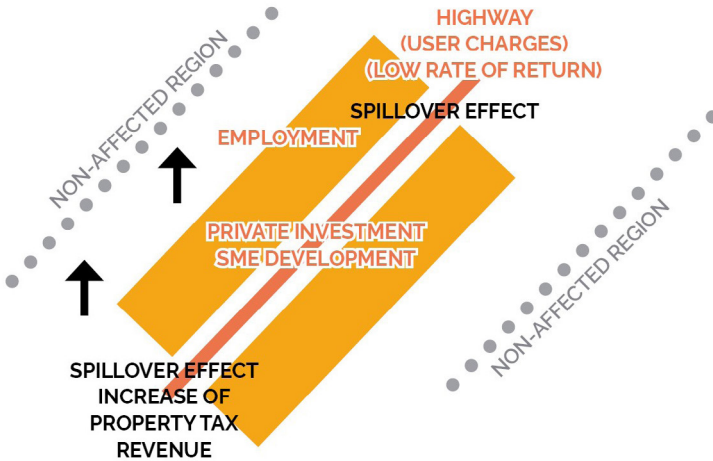 HIGHWAY
(USER CHARGES)
(LOW RATE OF RETURN)
NON-AFFECTED REGION
SPILLOVER EFFECT
EMPLOYMENT
PRIVATE INVESTMENT
SME DEVELOPMENT
NON-AFFECTED REGION
SPILLOVER EFFECT
INCREASE OF
PROPERTY TAX
REVENUE